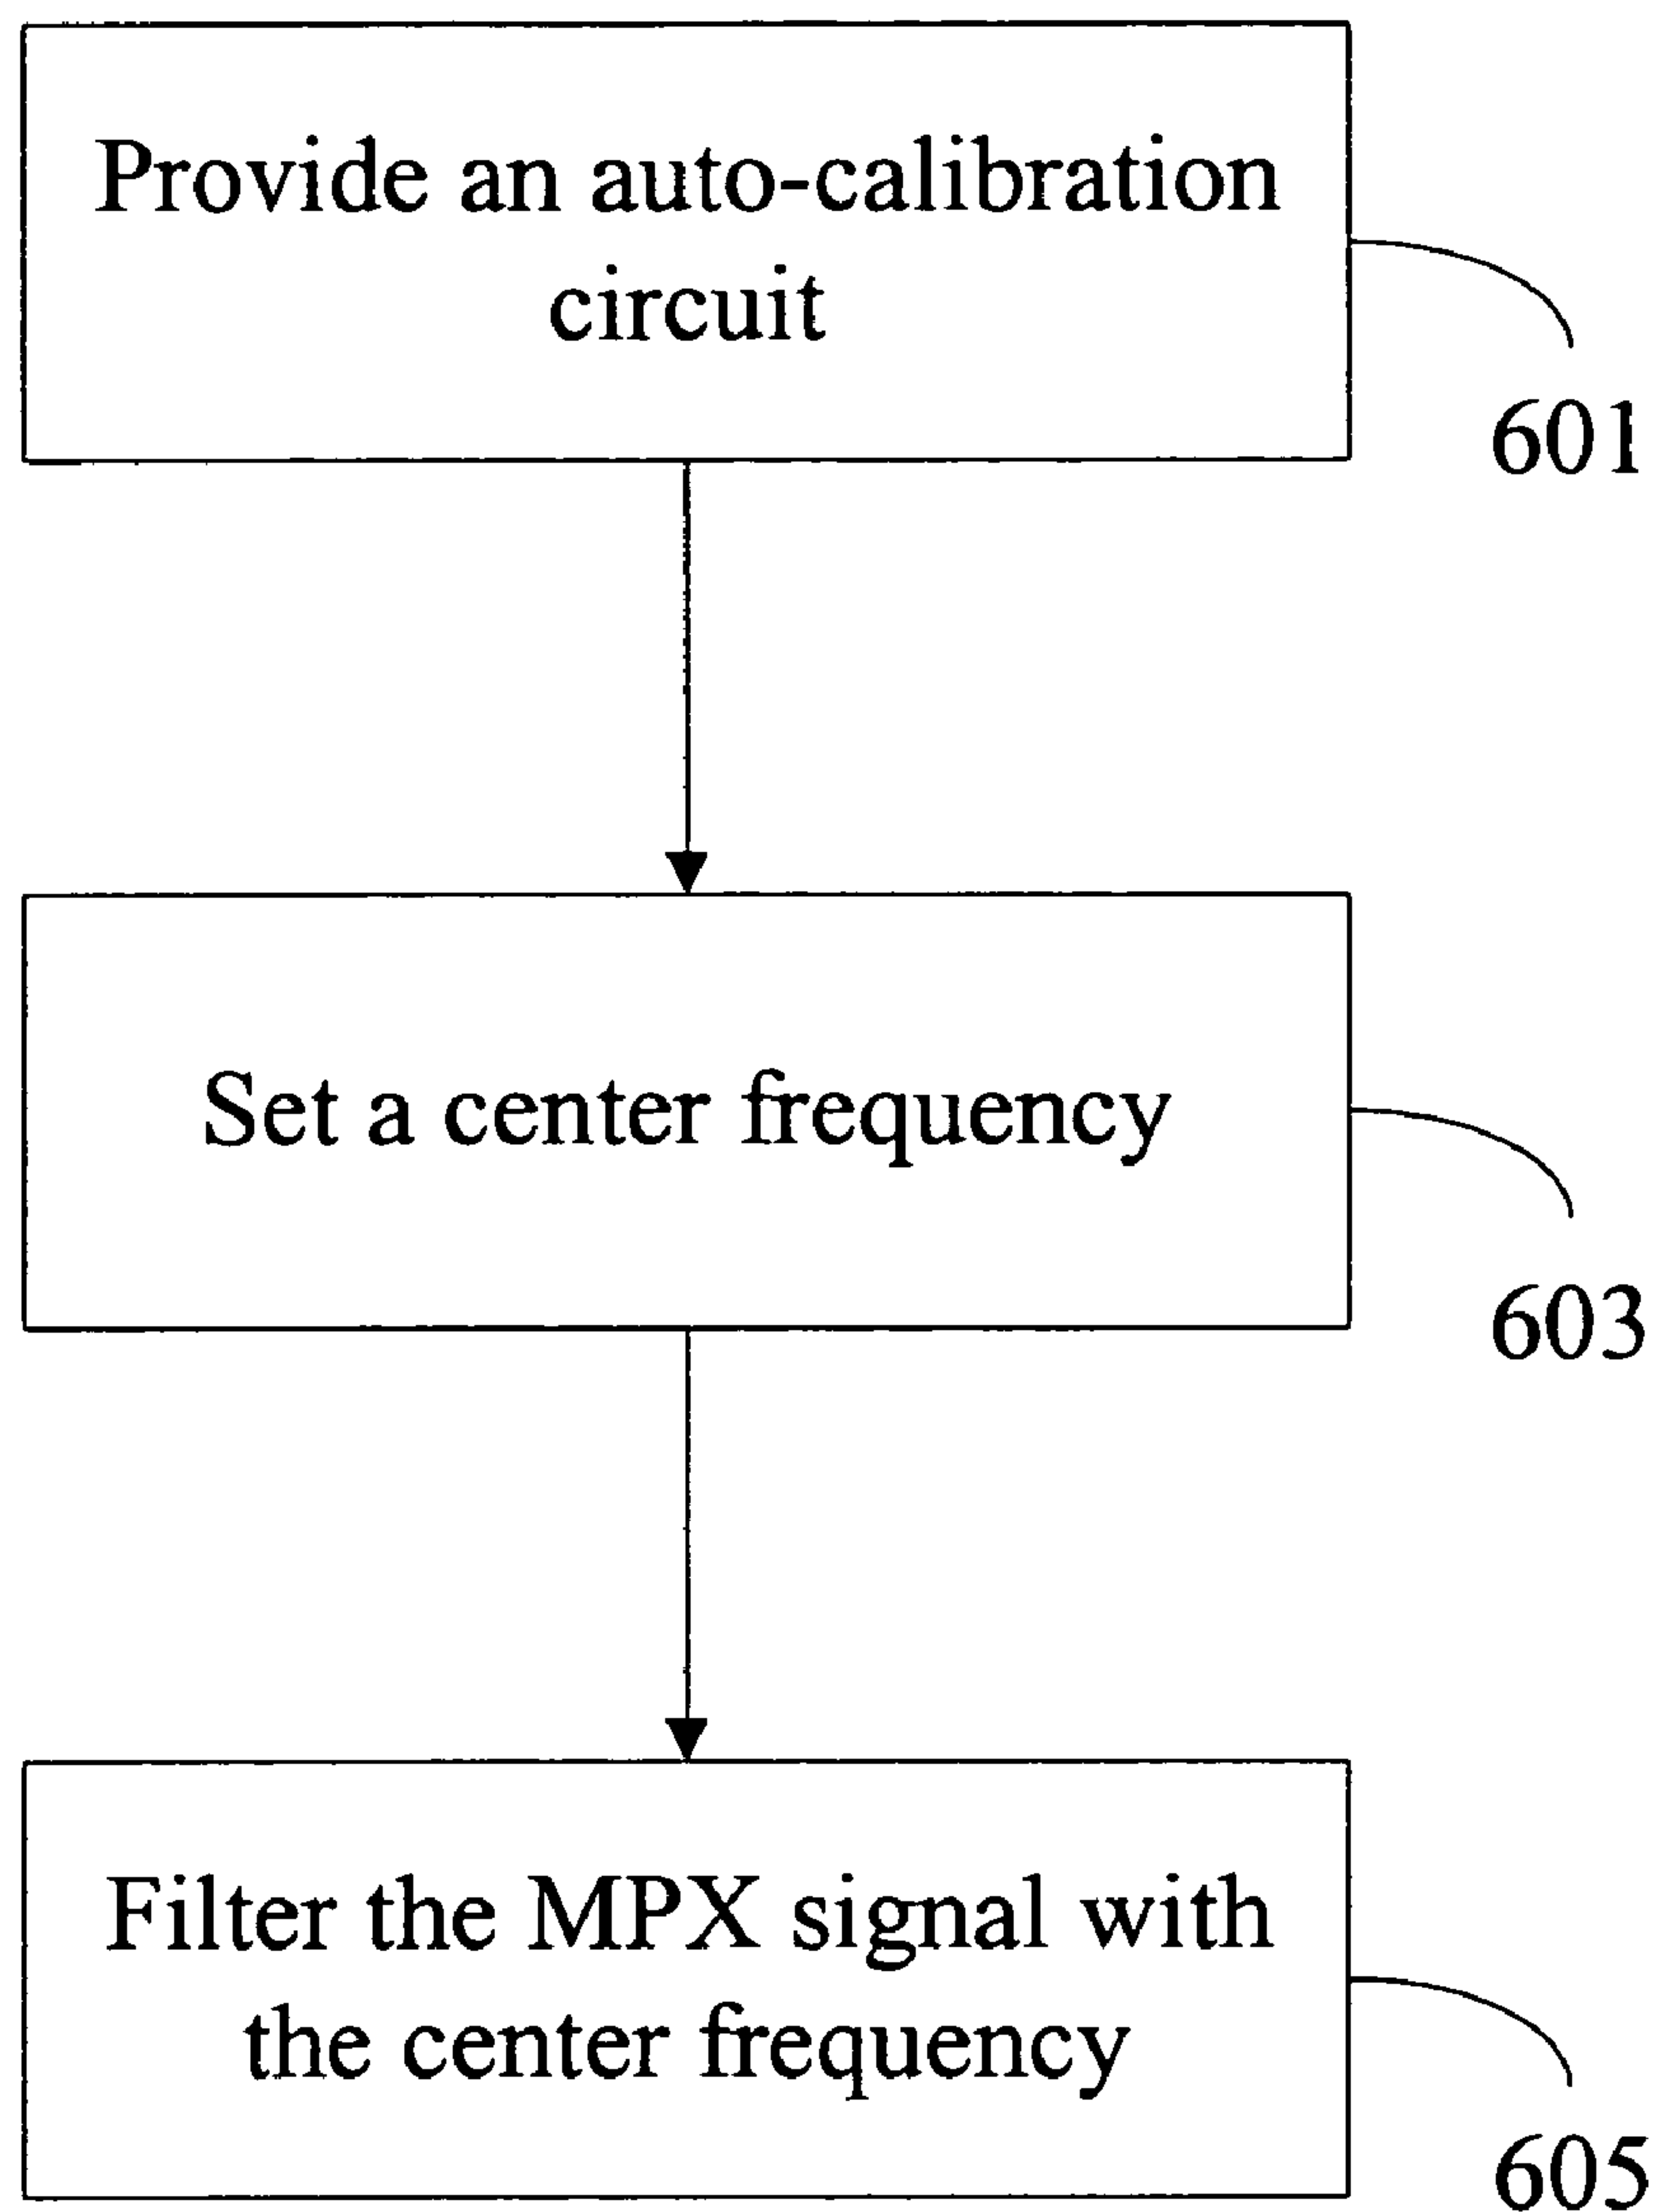 Provide an auto-calibration
circuit
601
Set a center frequency
603
Filter the MPX signal with
the center frequency
605